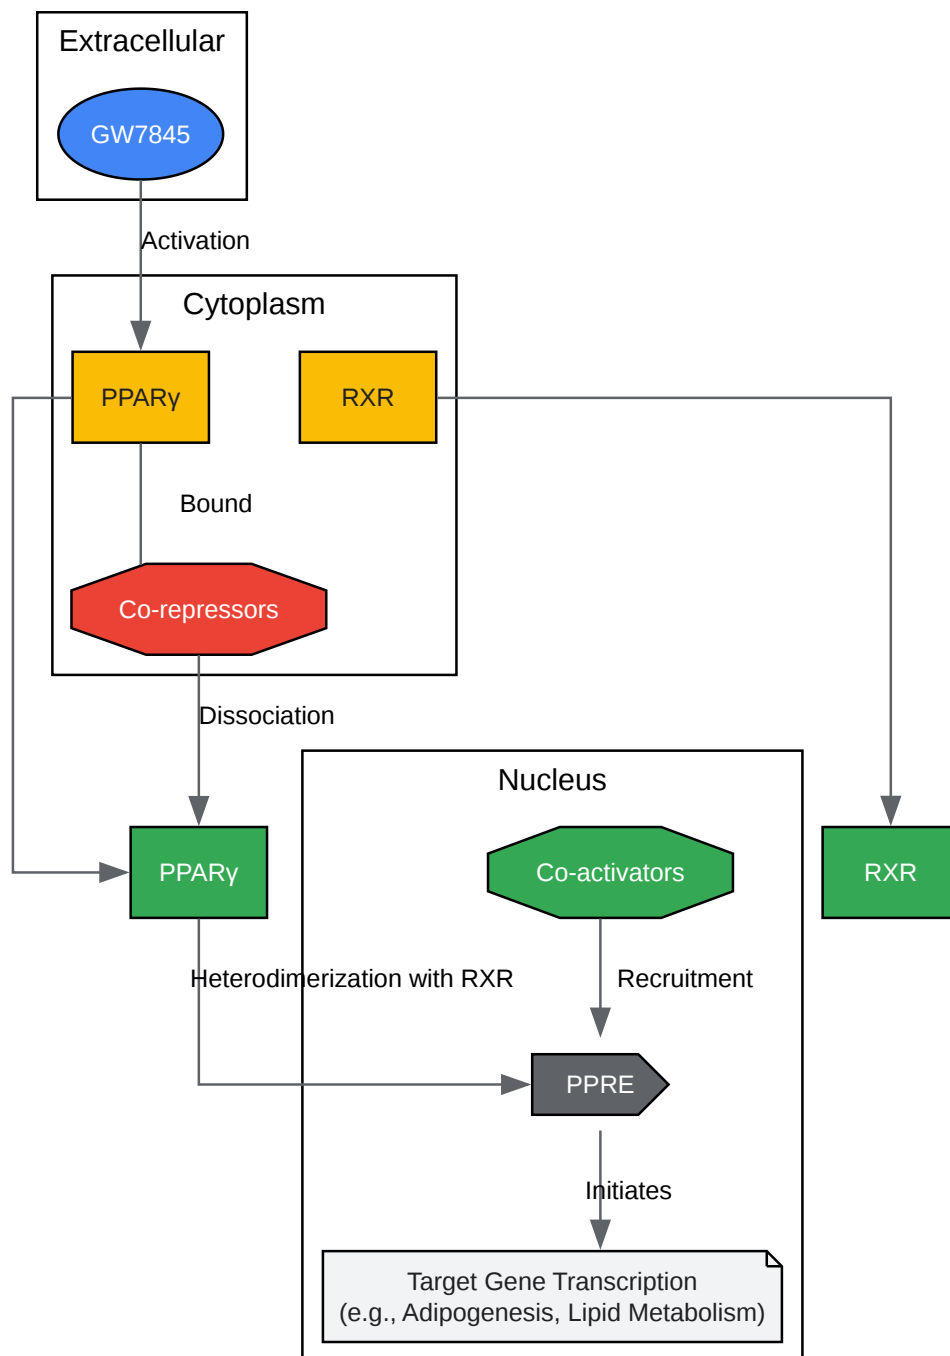 Extracellular
GW7845
Activation
Cytoplasm
PPARγ
RXR
Bound
Co-repressors
Dissociation
Nucleus
PPARγ
Co-activators
RXR
Heterodimerization with RXR
Recruitment
PPRE
Initiates
Target Gene Transcription
(e.g., Adipogenesis, Lipid Metabolism)